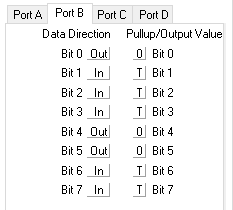 Port A Port B Port C Port D
Data Direction Pullup/Output Value
Bit 0 Out 0 Bit 0
Bit 1 In T Bit 1
Bit 2 In T Bit 2
Bit 3 In T Bit 3
Bit 4 Out 0 Bit 4
Bit 5 Out 0 Bit 5
Bit 6 In T Bit 6
Bit 7 In T Bit 7